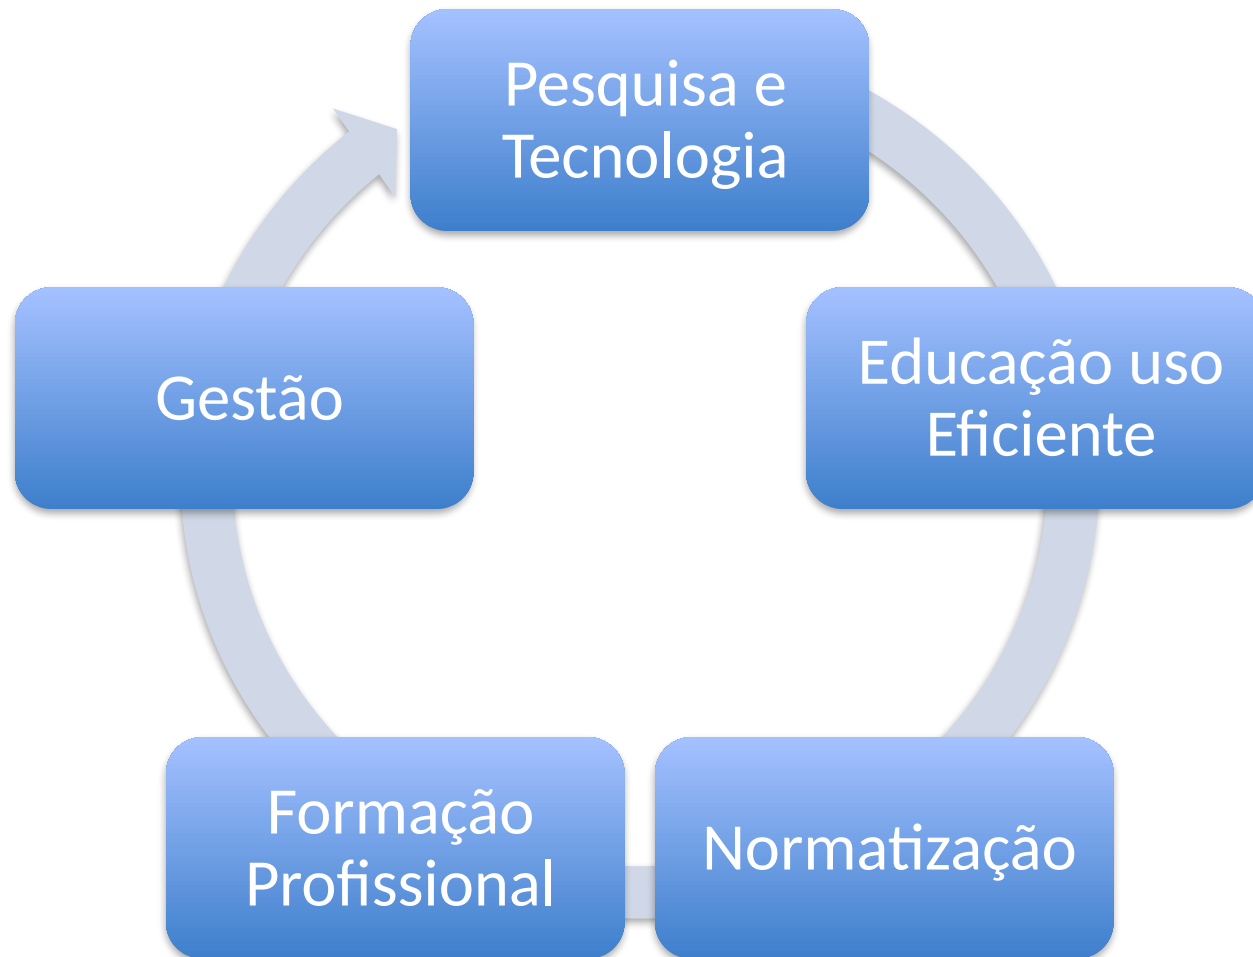 Pesquisa e
Tecnologia
Educação uso
Eficiente
Normatização
Formação
Profissional
Gestão